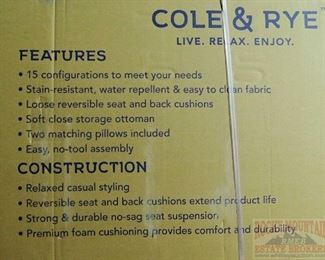 COLE & RYE™
LIVE. RELAX. ENJOY.
FEATURES
• 15 configurations to meet your needs
• Stain-resistant, water repellent & easy to clean fabric
• Loose reversible seat and back cushions
• Soft close storage ottoman
• Two matching pillows included
• Easy, no-tool assembly
CONSTRUCTION
• Relaxed casual styling
• Reversible seat and back cushions extend product life
• Strong & durable no-sag seat suspension
• Premium foam cushioning provides comfort and durability
ROCKY MOUNTAIN
RMEB
ESTATE BROKERS